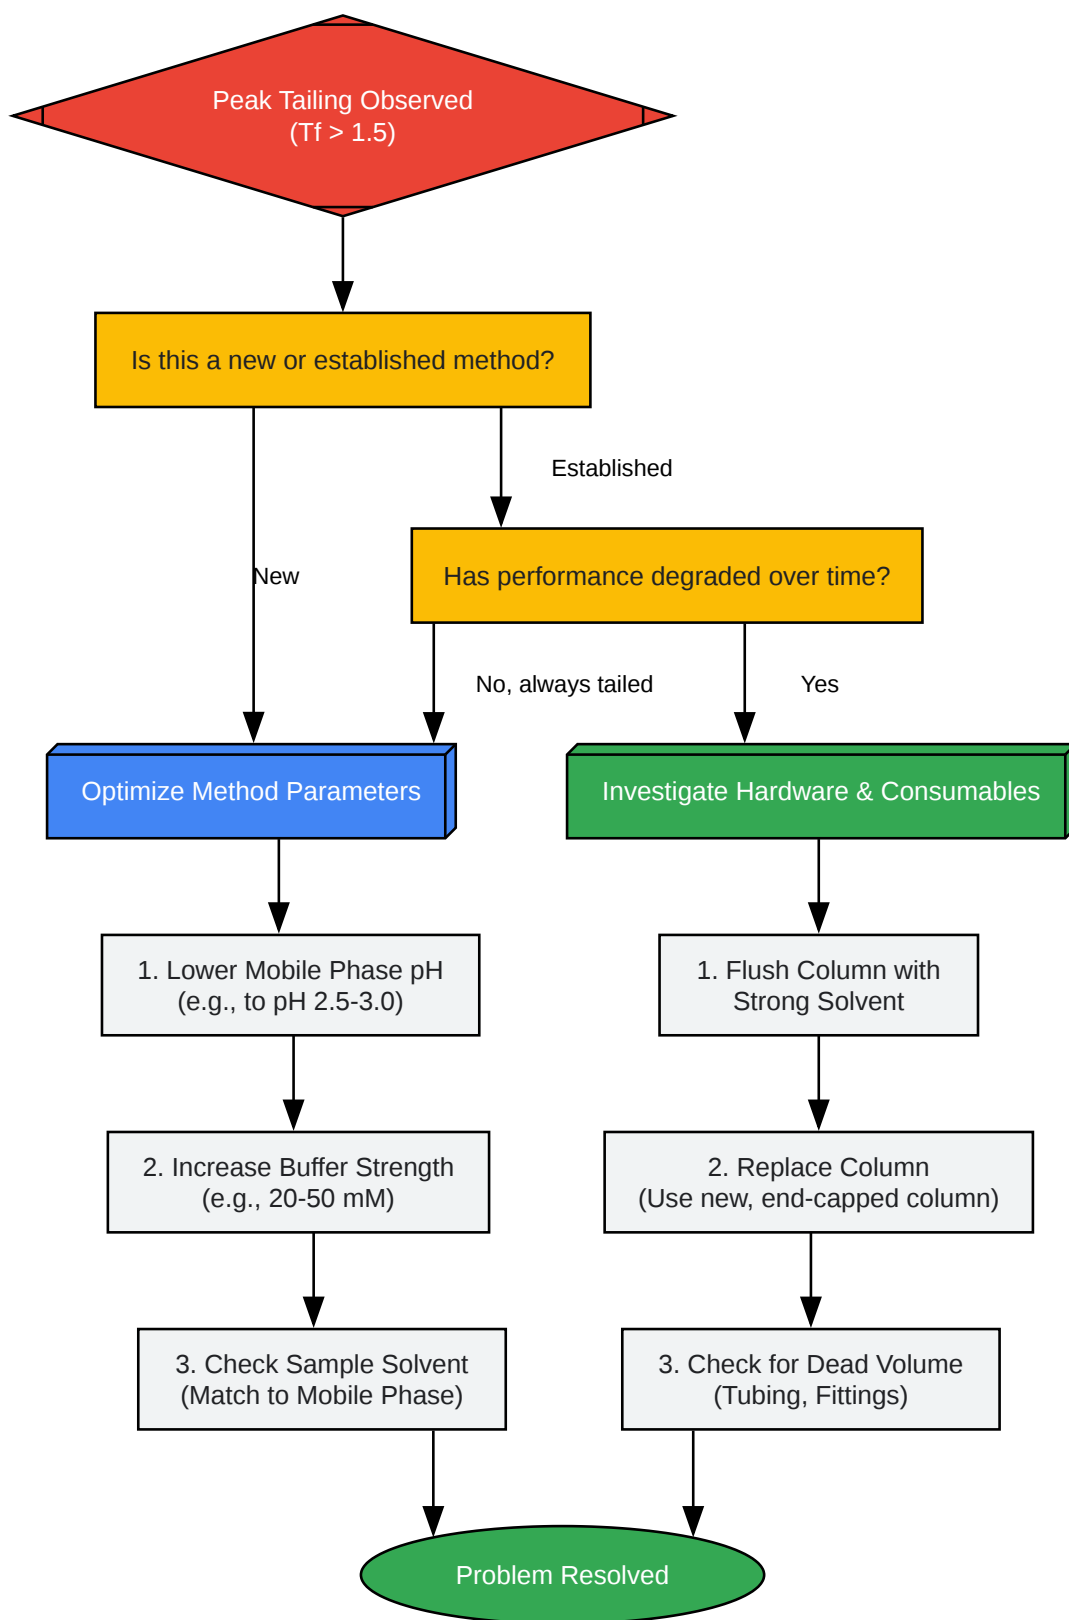 Peak Tailing Observed
(Tf > 1.5)
Is this a new or established method?
Established
New
Has performance degraded over time?
No, always tailed
Yes
Optimize Method Parameters
Investigate Hardware & Consumables
1. Lower Mobile Phase pH
(e.g., to pH 2.5-3.0)
1. Flush Column with
Strong Solvent
2. Increase Buffer Strength
(e.g., 20-50 mM)
2. Replace Column
(Use new, end-capped column)
3. Check Sample Solvent
(Match to Mobile Phase)
3. Check for Dead Volume
(Tubing, Fittings)
Problem Resolved